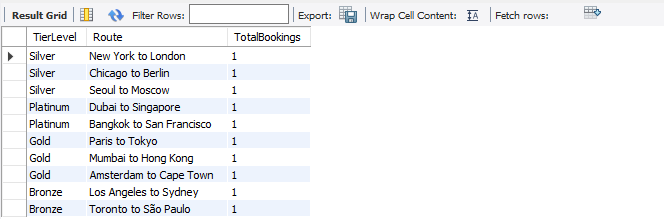 Result Grid Filter Rows: Export: Wrap Cell Content: IA Fetch rows:
TierLevel Route TotalBookings
Silver New York to London 1
Silver Chicago to Berlin 1
Silver Seoul to Moscow 1
Platinum Dubai to Singapore 1
Platinum Bangkok to San Francisco 1
Gold Paris to Tokyo 1
Gold Mumbai to Hong Kong 1
Gold Amsterdam to Cape Town 1
Bronze Los Angeles to Sydney 1
Bronze Toronto to São Paulo 1